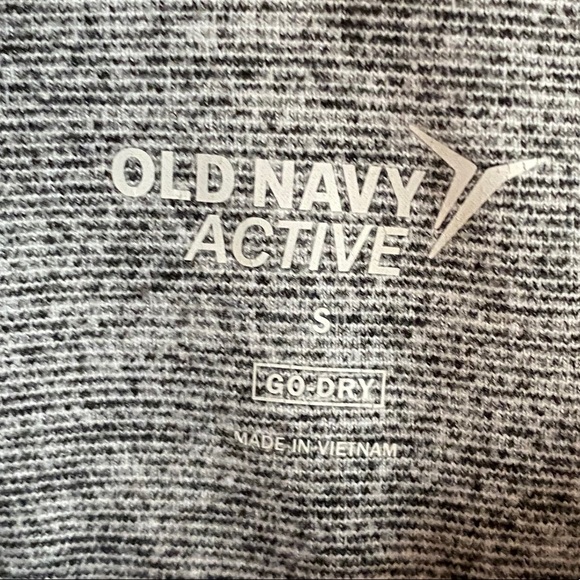 OLD NAVY
ACTIVE
S
GO-DRY
MADE IN VIETNAM